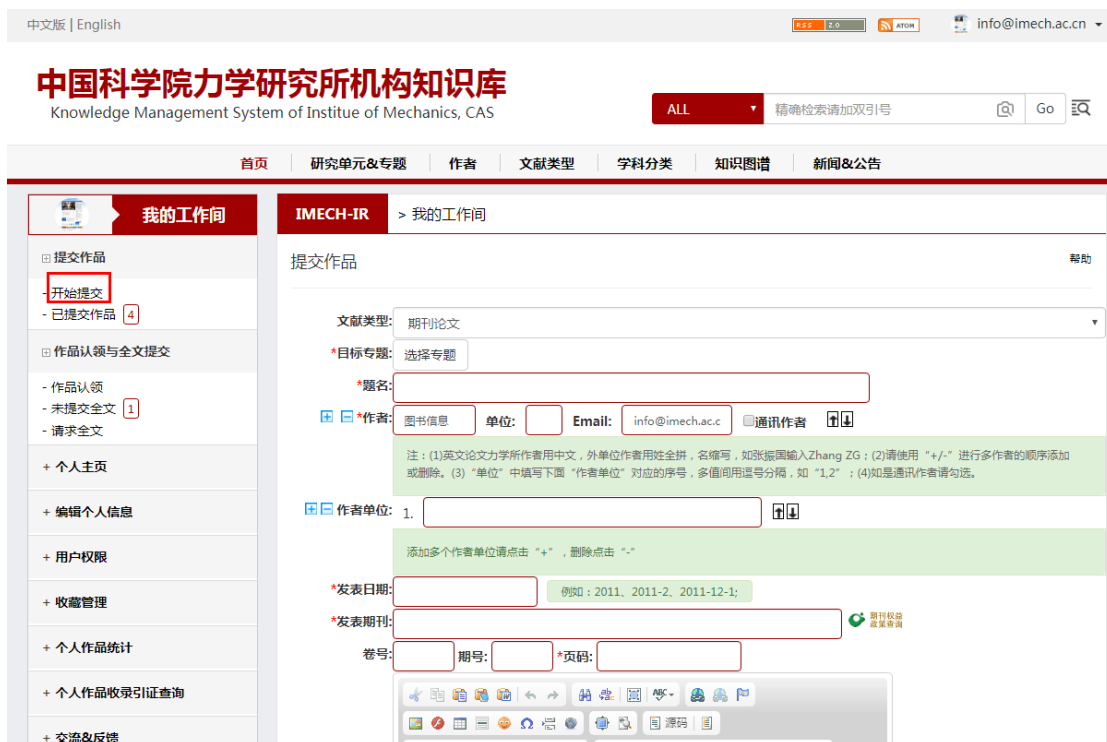 中文版 | English
RSS 2.0 ATOM info@imech.ac.cn
中国科学院力学研究所机构知识库
Knowledge Management System of Institue of Mechanics, CAS
ALL 精确检索请加双引号 Go
首页 研究单元&专题 作者 文献类型 学科分类 知识图谱 新闻&公告
我的工作间
提交作品
- 开始提交
- 已提交作品 4
作品认领与全文提交
- 作品认领
- 未提交全文 1
- 请求全文
+ 个人主页
+ 编辑个人信息
+ 用户权限
+ 收藏管理
+ 个人作品统计
+ 个人作品收录引证查询
+ 交流&反馈
IMECH-IR > 我的工作间
提交作品 帮助
文献类型: 期刊论文
*目标专题: 选择专题
*题名:
*作者: 图书信息 单位: Email: info@imech.ac.c 通讯作者
注：(1)英文论文力学所作者用中文，外单位作者用姓全拼，名缩写，如张振国输入Zhang ZG；(2)请使用“+/-”进行多作者的顺序添加
或删除。(3)“单位”中填写下面“作者单位”对应的序号，多值间用逗号分隔，如“1,2”；(4)如是通讯作者请勾选。
作者单位: 1.
添加多个作者单位请点击“+”，删除点击“-”
*发表日期: 例如：2011、2011-2、2011-12-1;
*发表期刊: 期刊权益
政策查询
卷号: 期号: *页码:
ABC
源码